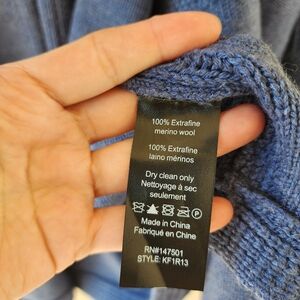 100% Extrafine
merino wool
100% Extrafine
laino mérinos
Dry clean only
Nettoyage à sec
seulement
Made in China
Fabriqué en Chine
RN#147501
STYLE: KF1R13